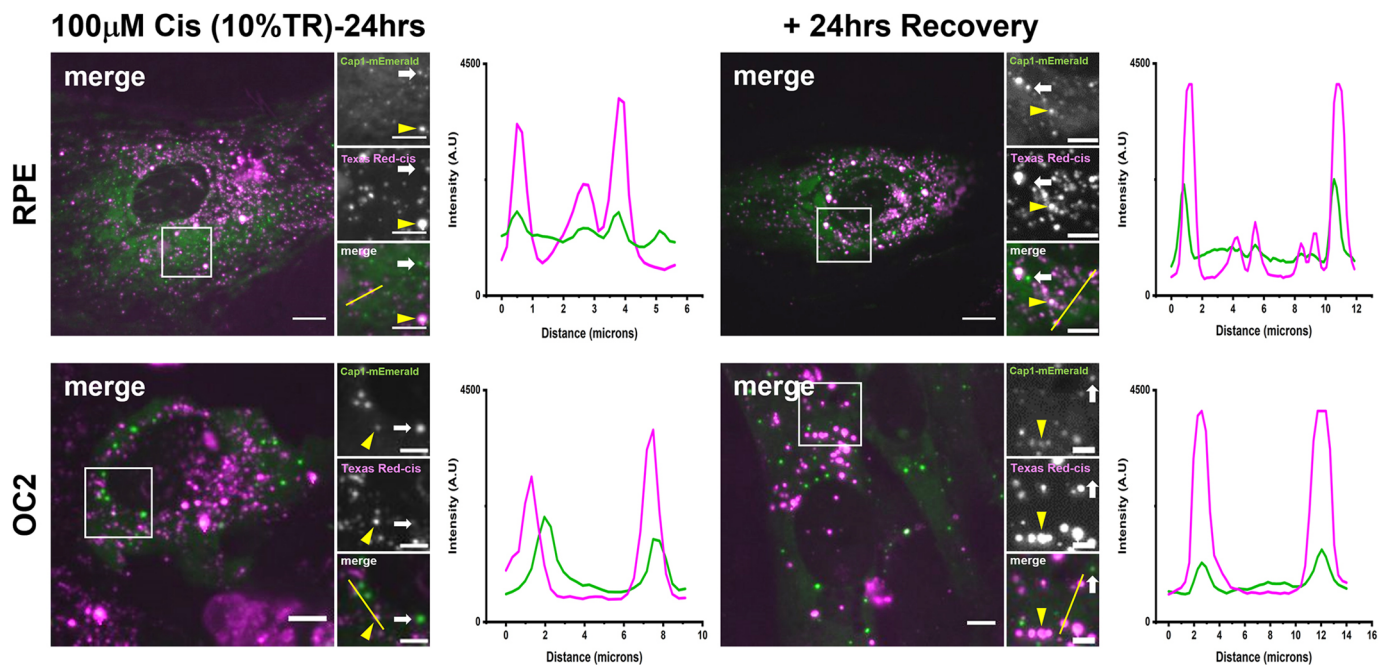 100µM Cis (10%TR)-24hrs
+ 24hrs Recovery
RPE
merge
Cap1-mEmerald
Texas Red-cis
merge
4500
Intensity (A.U)
0
0 1 2 3 4 5 6
Distance (microns)
merge
Cap1-mEmerald
Texas Red-cis
merge
4500
Intensity (A.U)
0
0 2 4 6 8 10 12
Distance (microns)
OC2
merge
Cap1-mEmerald
Texas Red-cis
merge
4500
Intensity (A.U)
0
0 2 4 6 8 10
Distance (microns)
merge
Cap1-mEmerald
Texas Red-cis
merge
4500
Intensity (A.U)
0
0 2 4 6 8 10 12 14 16
Distance (microns)